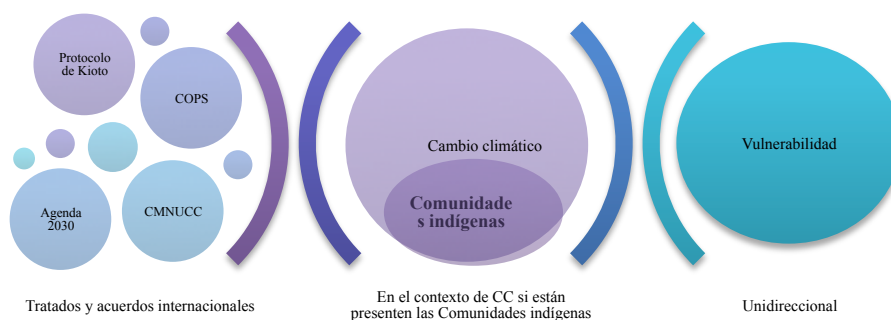 Protocolo
de Kioto
COPS
Agenda
2030
CMNUCC
Cambio climático
Comunidade
s indígenas
Vulnerabilidad
Tratados y acuerdos internacionales
En el contexto de CC si están
presenten las Comunidades indígenas
Unidireccional